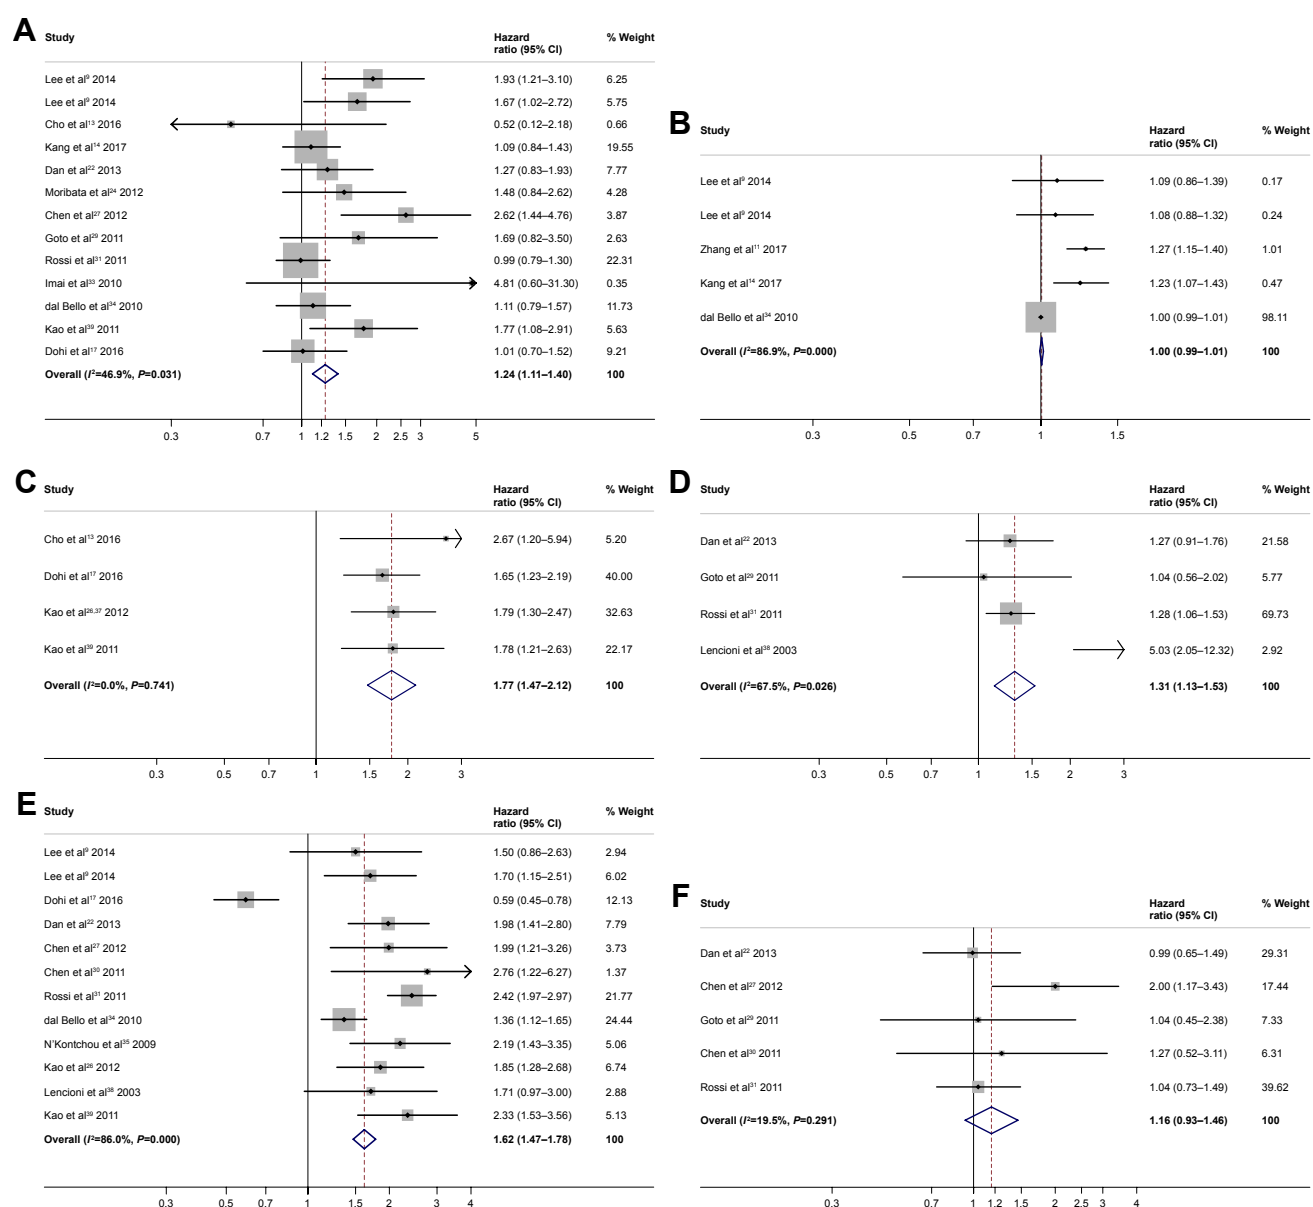 A
Study
Hazard
ratio (95% CI)
% Weight
Lee et al⁹ 2014 1.93 (1.21–3.10) 6.25
Lee et al⁹ 2014 1.67 (1.02–2.72) 5.75
Cho et al¹³ 2016 0.52 (0.12–2.18) 0.66
Kang et al¹⁴ 2017 1.09 (0.84–1.43) 19.55
Dan et al²² 2013 1.27 (0.83–1.93) 7.77
Moribata et al²⁴ 2012 1.48 (0.84–2.62) 4.28
Chen et al²⁷ 2012 2.62 (1.44–4.76) 3.87
Goto et al²⁹ 2011 1.69 (0.82–3.50) 2.63
Rossi et al³¹ 2011 0.99 (0.79–1.30) 22.31
Imai et al³³ 2010 4.81 (0.60–31.30) 0.35
dal Bello et al³⁴ 2010 1.11 (0.79–1.57) 11.73
Kao et al³⁹ 2011 1.77 (1.08–2.91) 5.63
Dohi et al¹⁷ 2016 1.01 (0.70–1.52) 9.21
Overall (I²=46.9%, P=0.031) 1.24 (1.11–1.40) 100
0.3 0.7 1 1.2 1.5 2 2.5 3 5
B
Study
Hazard
ratio (95% CI)
% Weight
Lee et al⁹ 2014 1.09 (0.86–1.39) 0.17
Lee et al⁹ 2014 1.08 (0.88–1.32) 0.24
Zhang et al¹¹ 2017 1.27 (1.15–1.40) 1.01
Kang et al¹⁴ 2017 1.23 (1.07–1.43) 0.47
dal Bello et al³⁴ 2010 1.00 (0.99–1.01) 98.11
Overall (I²=86.9%, P=0.000) 1.00 (0.99–1.01) 100
0.3 0.5 0.7 1 1.5
C
Study
Hazard
ratio (95% CI)
% Weight
Cho et al¹³ 2016 2.67 (1.20–5.94) 5.20
Dohi et al¹⁷ 2016 1.65 (1.23–2.19) 40.00
Kao et al²⁶,³⁷ 2012 1.79 (1.30–2.47) 32.63
Kao et al³⁹ 2011 1.78 (1.21–2.63) 22.17
Overall (I²=0.0%, P=0.741) 1.77 (1.47–2.12) 100
0.3 0.5 0.7 1 1.5 2 3
D
Study
Hazard
ratio (95% CI)
% Weight
Dan et al²² 2013 1.27 (0.91–1.76) 21.58
Goto et al²⁹ 2011 1.04 (0.56–2.02) 5.77
Rossi et al³¹ 2011 1.28 (1.06–1.53) 69.73
Lencioni et al³⁸ 2003 5.03 (2.05–12.32) 2.92
Overall (I²=67.5%, P=0.026) 1.31 (1.13–1.53) 100
0.3 0.5 0.7 1 1.5 2 3
E
Study
Hazard
ratio (95% CI)
% Weight
Lee et al⁹ 2014 1.50 (0.86–2.63) 2.94
Lee et al⁹ 2014 1.70 (1.15–2.51) 6.02
Dohi et al¹⁷ 2016 0.59 (0.45–0.78) 12.13
Dan et al²² 2013 1.98 (1.41–2.80) 7.79
Chen et al²⁷ 2012 1.99 (1.21–3.26) 3.73
Chen et al³⁰ 2011 2.76 (1.22–6.27) 1.37
Rossi et al³¹ 2011 2.42 (1.97–2.97) 21.77
dal Bello et al³⁴ 2010 1.36 (1.12–1.65) 24.44
N'Kontchou et al³⁵ 2009 2.19 (1.43–3.35) 5.06
Kao et al²⁶ 2012 1.85 (1.28–2.68) 6.74
Lencioni et al³⁸ 2003 1.71 (0.97–3.00) 2.88
Kao et al³⁹ 2011 2.33 (1.53–3.56) 5.13
Overall (I²=86.0%, P=0.000) 1.62 (1.47–1.78) 100
0.3 0.5 0.7 1 1.5 2 3 4
F
Study
Hazard
ratio (95% CI)
% Weight
Dan et al²² 2013 0.99 (0.65–1.49) 29.31
Chen et al²⁷ 2012 2.00 (1.17–3.43) 17.44
Goto et al²⁹ 2011 1.04 (0.45–2.38) 7.33
Chen et al³⁰ 2011 1.27 (0.52–3.11) 6.31
Rossi et al³¹ 2011 1.04 (0.73–1.49) 39.62
Overall (I²=19.5%, P=0.291) 1.16 (0.93–1.46) 100
0.3 0.7 1 1.2 1.5 2 2.5 3 4